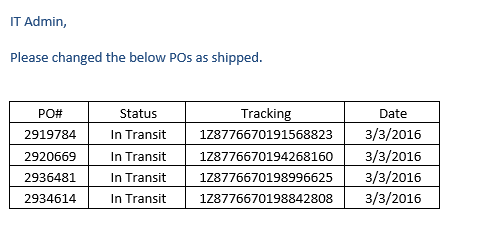 IT Admin,
Please changed the below POs as shipped.
PO# Status Tracking Date
2919784 In Transit 1Z8776670191568823 3/3/2016
2920669 In Transit 1Z8776670194268160 3/3/2016
2936481 In Transit 1Z8776670198996625 3/3/2016
2934614 In Transit 1Z8776670198842808 3/3/2016